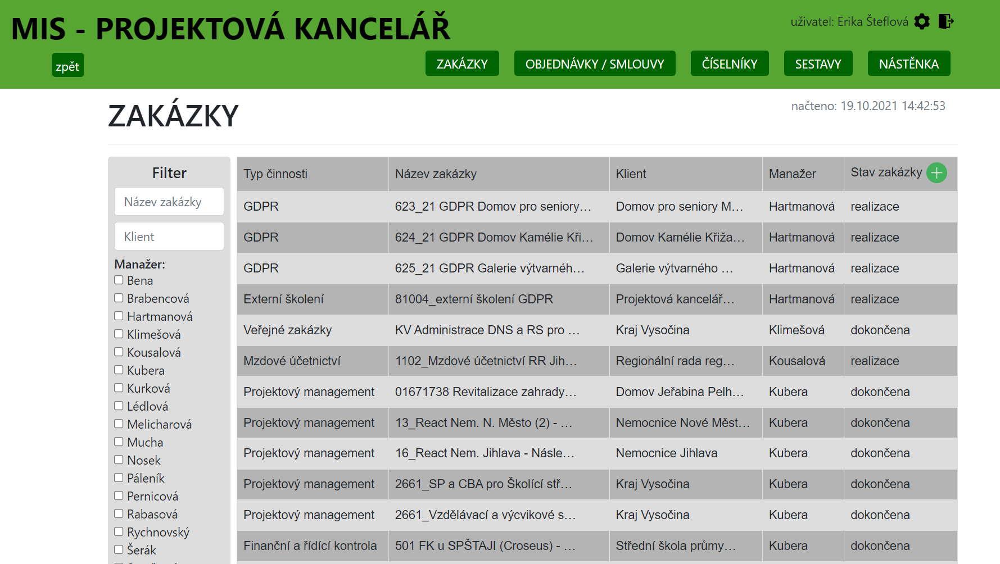 MIS - PROJEKTOVÁ KANCELÁŘ
uživatel: Erika Šteflová
zpět
ZAKÁZKY
OBJEDNÁVKY / SMLOUVY
ČÍSELNÍKY
SESTAVY
NÁSTĚNKA
ZAKÁZKY
načteno: 19.10.2021 14:42:53
Filter
Název zakázky
Klient
Manažer:
Bena
Brabencová
Hartmanová
Klimešová
Kousalová
Kubera
Kurková
Lédlová
Melicharová
Mucha
Nosek
Páleník
Pernicová
Rabasová
Rychnovský
Šerák
Typ činnosti Název zakázky Klient Manažer Stav zakázky
GDPR 623_21 GDPR Domov pro seniory… Domov pro seniory M… Hartmanová realizace
GDPR 624_21 GDPR Domov Kamélie Kři… Domov Kamélie Křiža… Hartmanová realizace
GDPR 625_21 GDPR Galerie výtvarnéh… Galerie výtvarného … Hartmanová realizace
Externí školení 81004_externí školení GDPR Projektová kancelář… Hartmanová realizace
Veřejné zakázky KV Administrace DNS a RS pro … Kraj Vysočina Klimešová dokončena
Mzdové účetnictví 1102_Mzdové účetnictví RR Jih… Regionální rada reg… Kousalová realizace
Projektový management 01671738 Revitalizace zahrady… Domov Jeřabina Pelh… Kubera dokončena
Projektový management 13_React Nem. N. Město (2) - … Nemocnice Nové Měst… Kubera dokončena
Projektový management 16_React Nem. Jihlava - Násle… Nemocnice Jihlava Kubera dokončena
Projektový management 2661_SP a CBA pro Školící stř… Kraj Vysočina Kubera dokončena
Projektový management 2661_Vzdělávací a výcvikové s… Kraj Vysočina Kubera dokončena
Finanční a řídící kontrola 501 FK u SPŠTAJI (Croseus) - … Střední škola průmy… Kubera dokončena